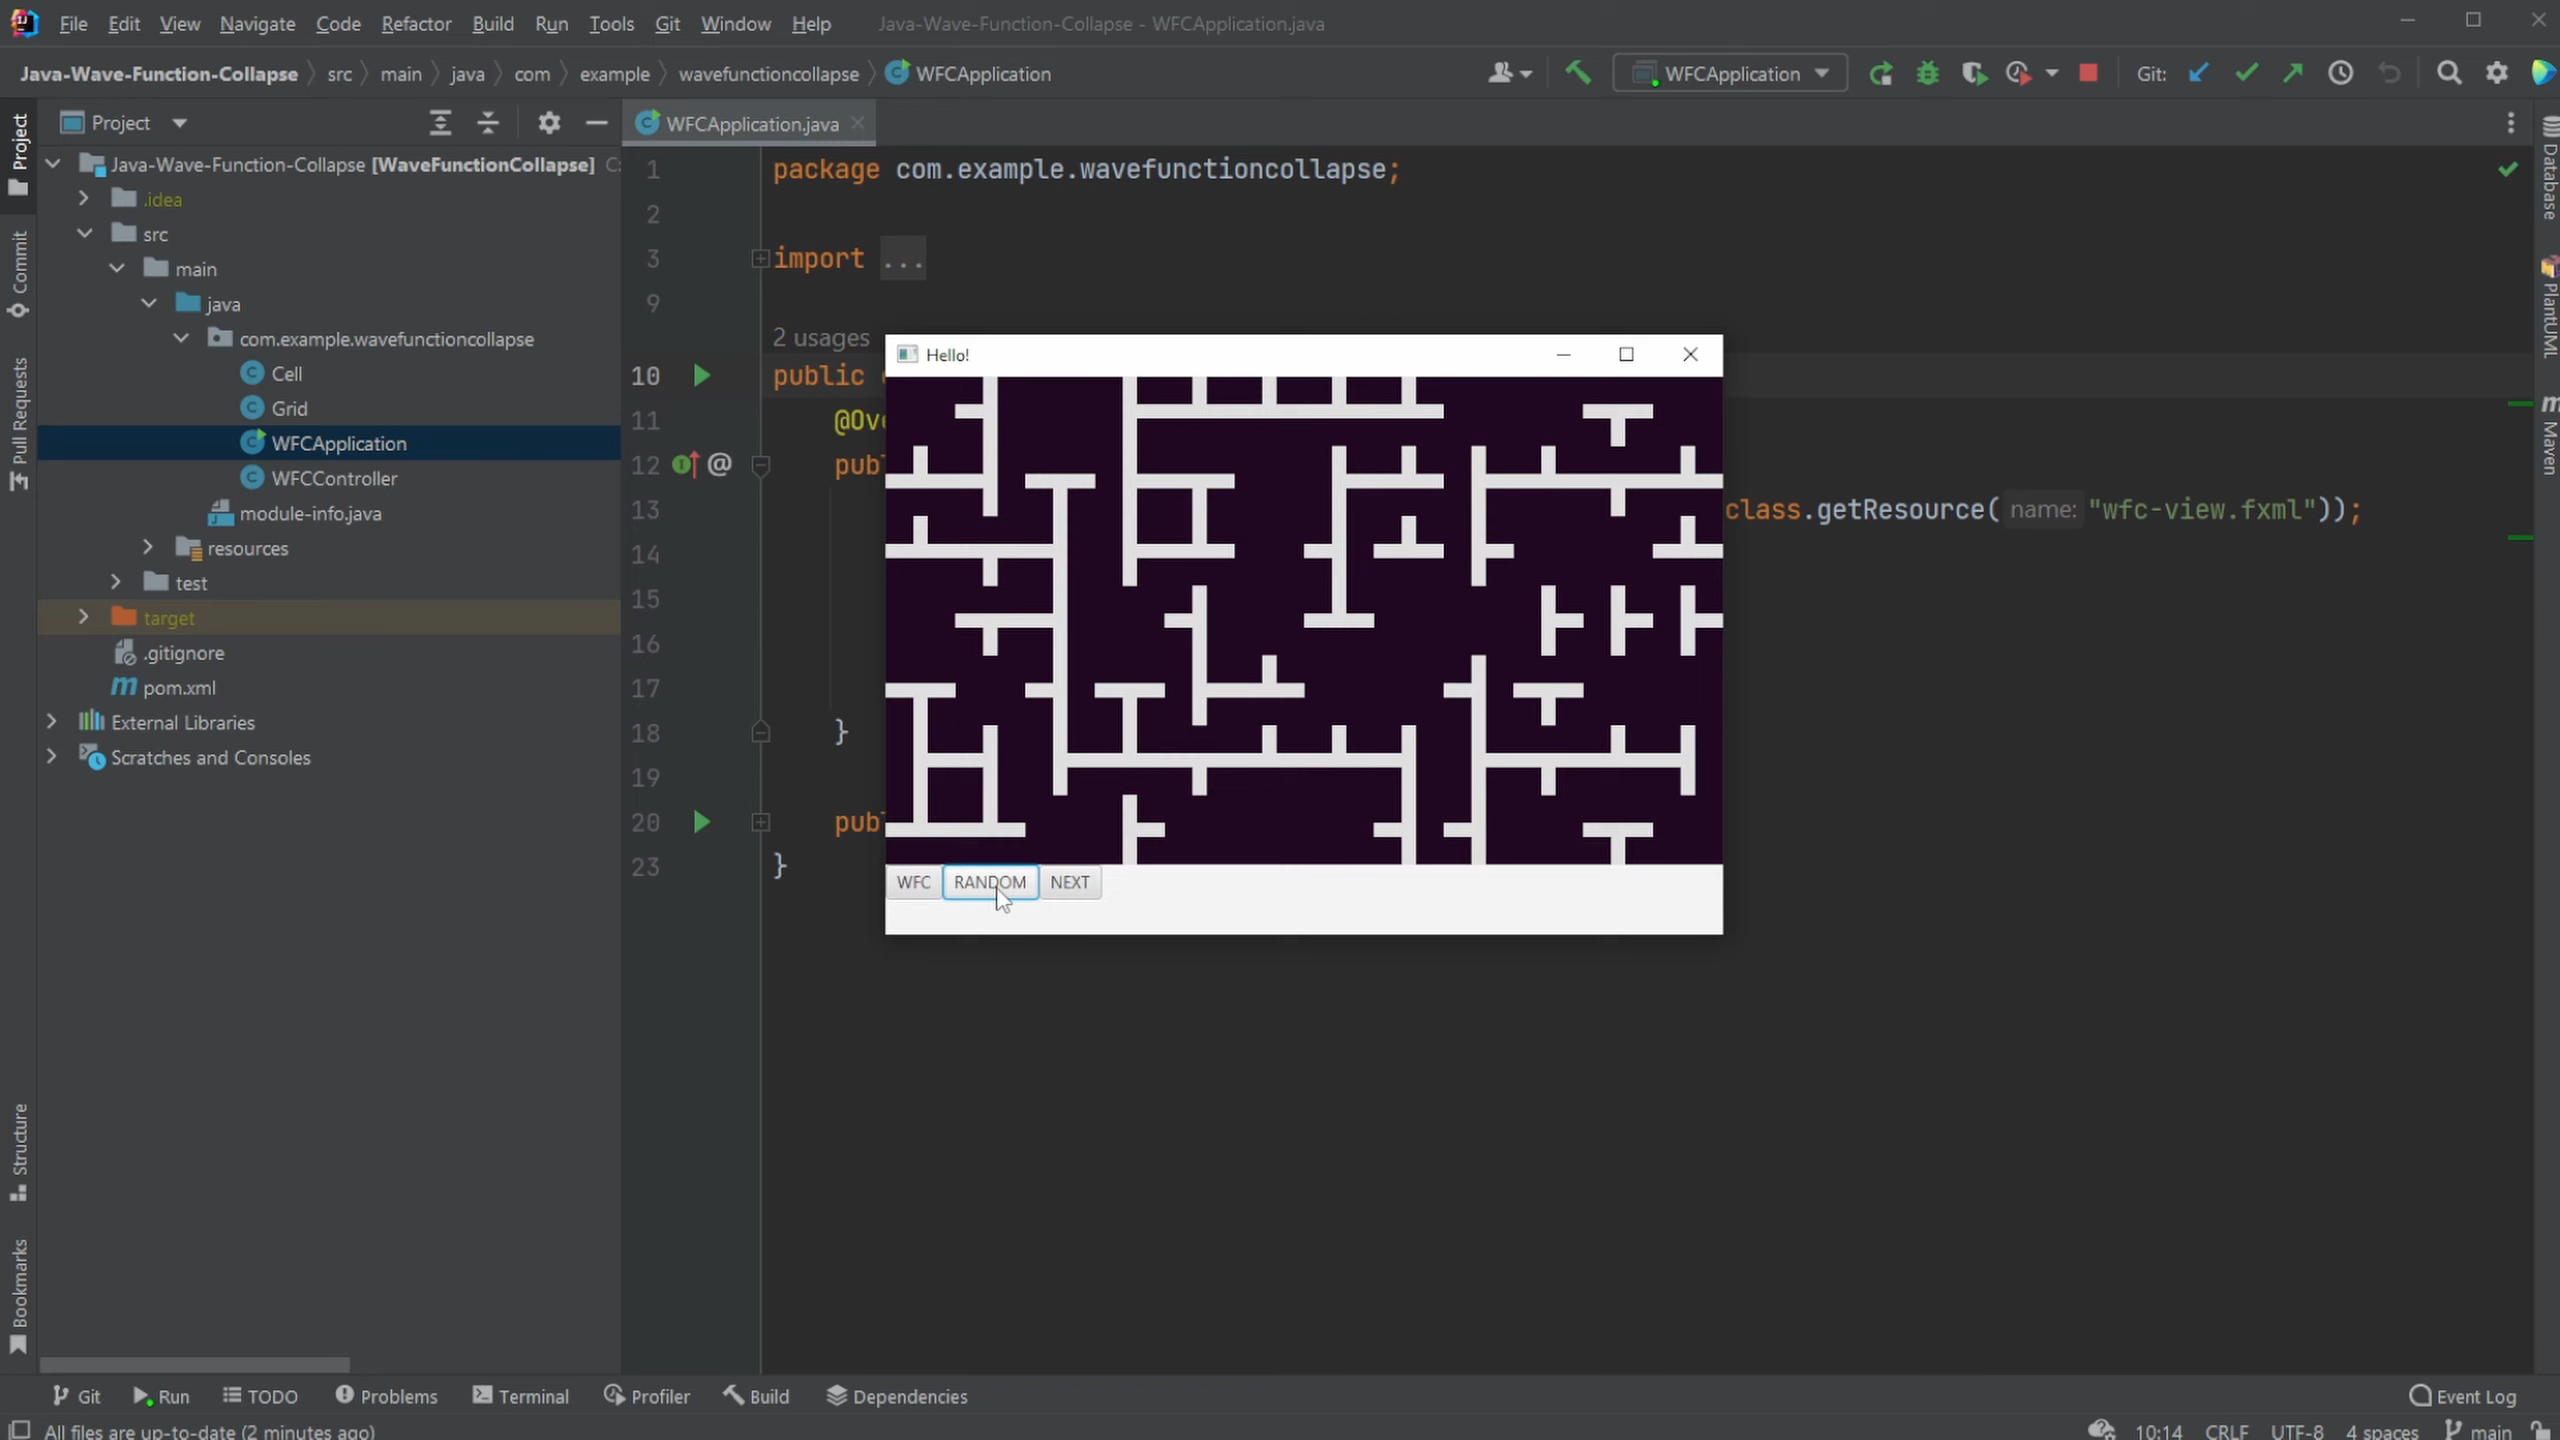 File Edit View Navigate Code Refactor Build Run Tools Git Window Help Java-Wave-Function-Collapse - WFCApplication.java
Java-Wave-Function-Collapse src main java com example wavefunctioncollapse WFCApplication
WFCApplication
Git:
Project
WFCApplication.java
Project
Commit
Pull Requests
Structure
Bookmarks
Java-Wave-Function-Collapse [WaveFunctionCollapse] C:
.idea
src
main
java
com.example.wavefunctioncollapse
Cell
Grid
WFCApplication
WFCController
module-info.java
resources
test
target
.gitignore
pom.xml
External Libraries
Scratches and Consoles
1 package com.example.wavefunctioncollapse;
2
3 import ...
9
2 usages
10 public
11 @Ov
12 @ pub
13 class.getResource( name: "wfc-view.fxml"));
14
15
16
17
18 }
19
20 pub
23 }
Hello!
WFC RANDOM NEXT
Database
PlantUML
Maven
Git Run TODO Problems Terminal Profiler Build Dependencies Event Log
All files are up-to-date (2 minutes ago) 10:14 CRLF UTF-8 4 spaces main